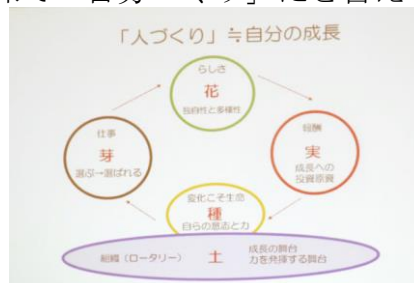 「人づくり」≒自分の成長
らしさ
花
独自性と多様性
仕事
芽
選ぶ→選ばれる
報酬
実
成長への
投資原資
変化こそ生命
種
自らの意志と力
組織（ロータリー）
土
成長の舞台
力を発揮する舞台